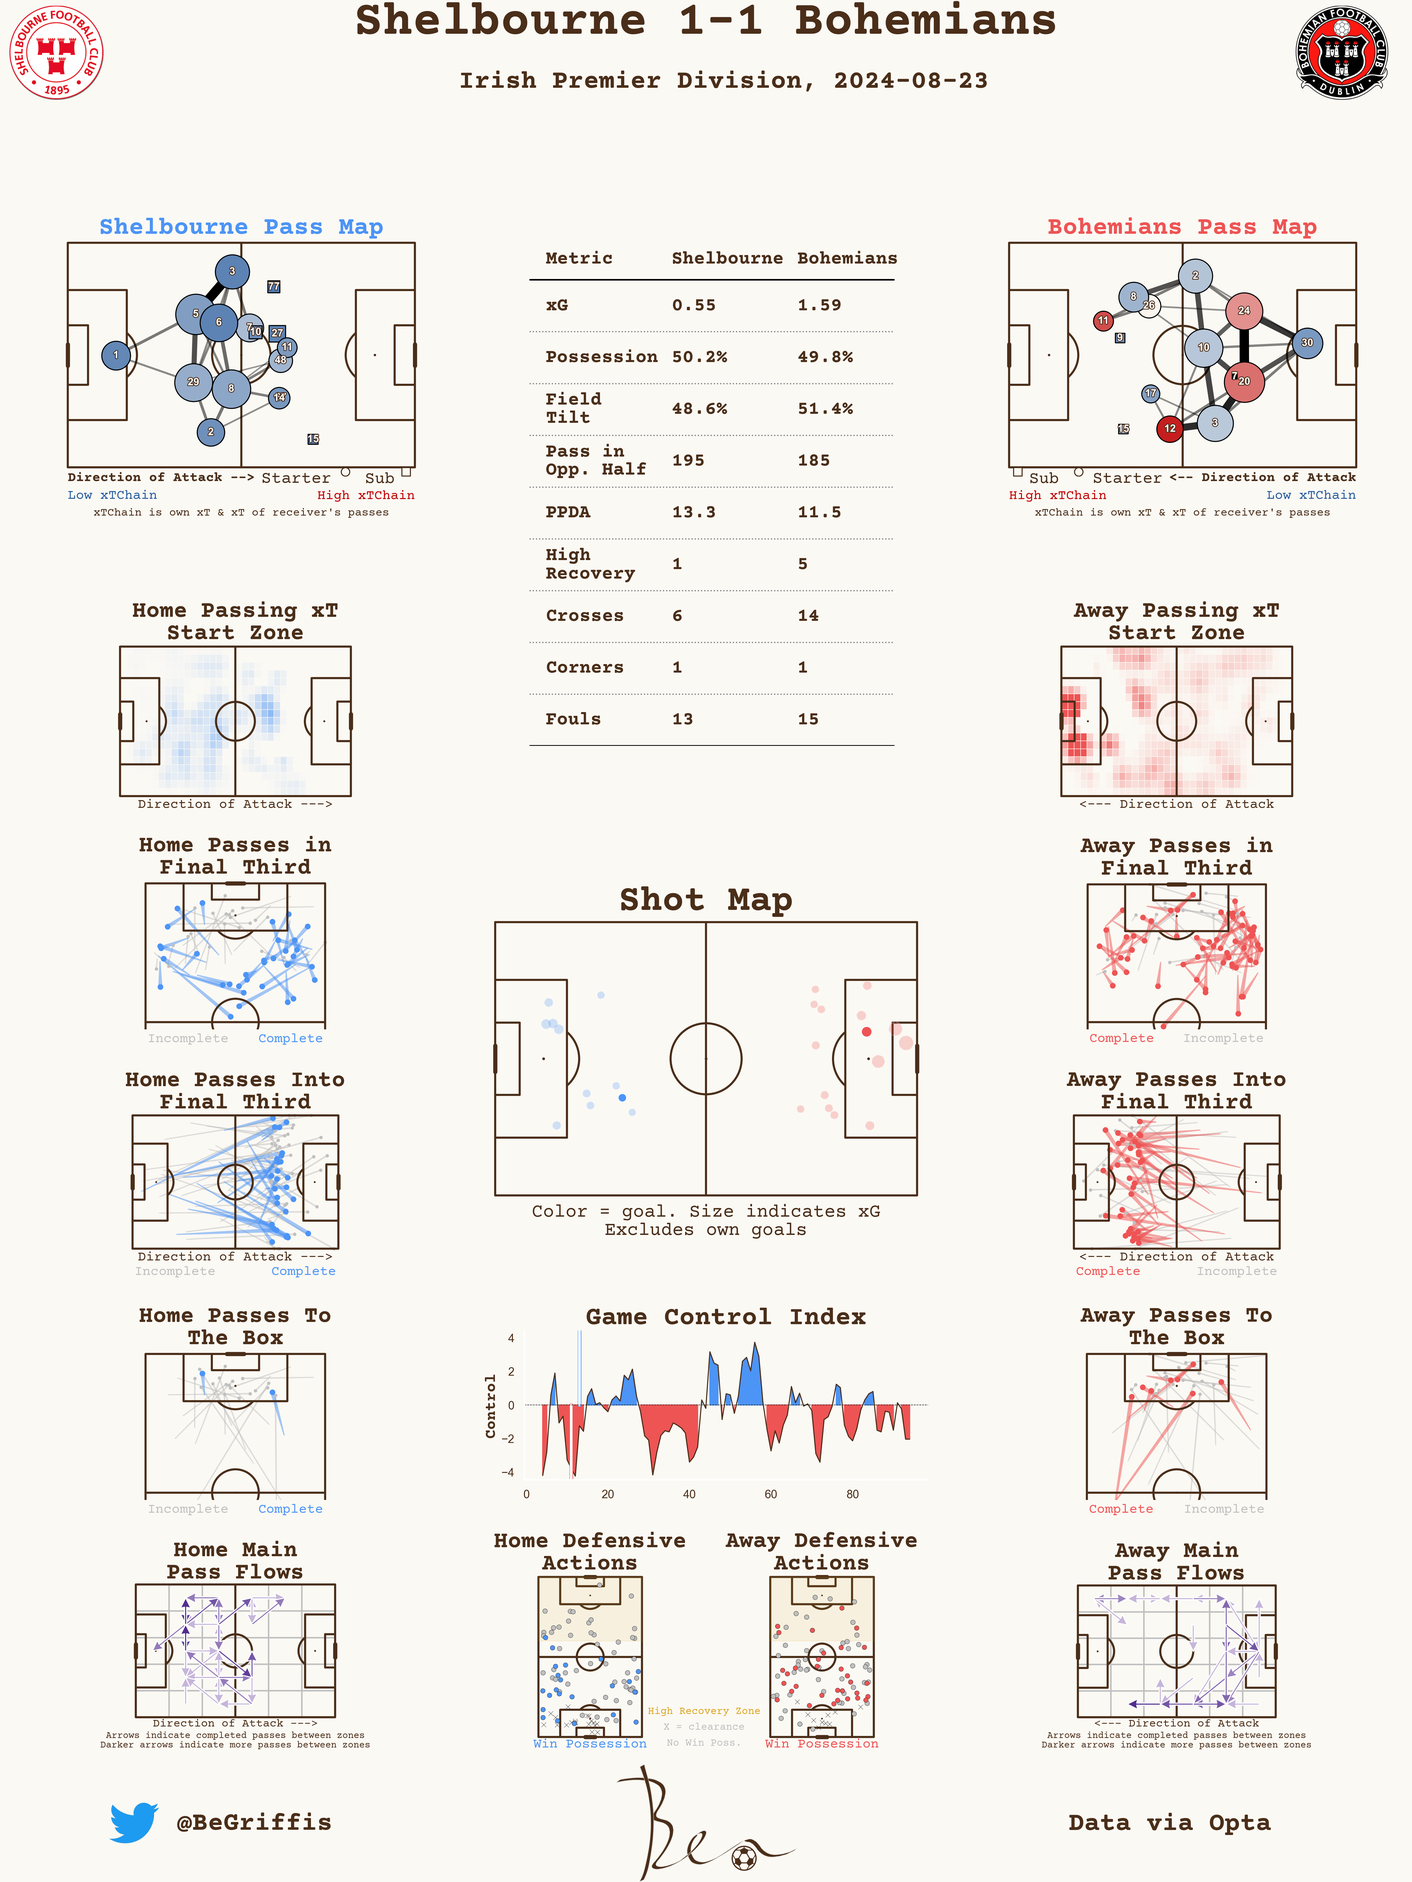 Shelbourne 1-1 Bohemians
Irish Premier Division, 2024-08-23
SHELBOURNE FOOTBALL CLUB
1895
BOHEMIAN FOOTBALL CLUB
DUBLIN
Shelbourne Pass Map
3
77
5
6
7
10
27
11
48
1
29
8
14
2
15
Direction of Attack --> Starter Sub
Low xTChain High xTChain
xTChain is own xT & xT of receiver's passes
Metric Shelbourne Bohemians
xG 0.55 1.59
Possession 50.2% 49.8%
Field
Tilt 48.6% 51.4%
Pass in
Opp. Half 195 185
PPDA 13.3 11.5
High
Recovery 1 5
Crosses 6 14
Corners 1 1
Fouls 13 15
Bohemians Pass Map
2
8
26
11
24
9
10
30
7
20
17
15
12
3
Sub Starter <-- Direction of Attack
High xTChain Low xTChain
xTChain is own xT & xT of receiver's passes
Home Passing xT
Start Zone
Direction of Attack --->
Away Passing xT
Start Zone
<--- Direction of Attack
Home Passes in
Final Third
Incomplete Complete
Away Passes in
Final Third
Complete Incomplete
Shot Map
Color = goal. Size indicates xG
Excludes own goals
Home Passes Into
Final Third
Direction of Attack --->
Incomplete Complete
Away Passes Into
Final Third
<--- Direction of Attack
Complete Incomplete
Home Passes To
The Box
Incomplete Complete
Game Control Index
Control
4
2
0
−2
−4
0 20 40 60 80
Away Passes To
The Box
Complete Incomplete
Home Main
Pass Flows
Direction of Attack --->
Arrows indicate completed passes between zones
Darker arrows indicate more passes between zones
Home Defensive
Actions
Win Possession
High Recovery Zone
X = clearance
No Win Poss.
Away Defensive
Actions
Win Possession
Away Main
Pass Flows
<--- Direction of Attack
Arrows indicate completed passes between zones
Darker arrows indicate more passes between zones
@BeGriffis
Ben
Data via Opta